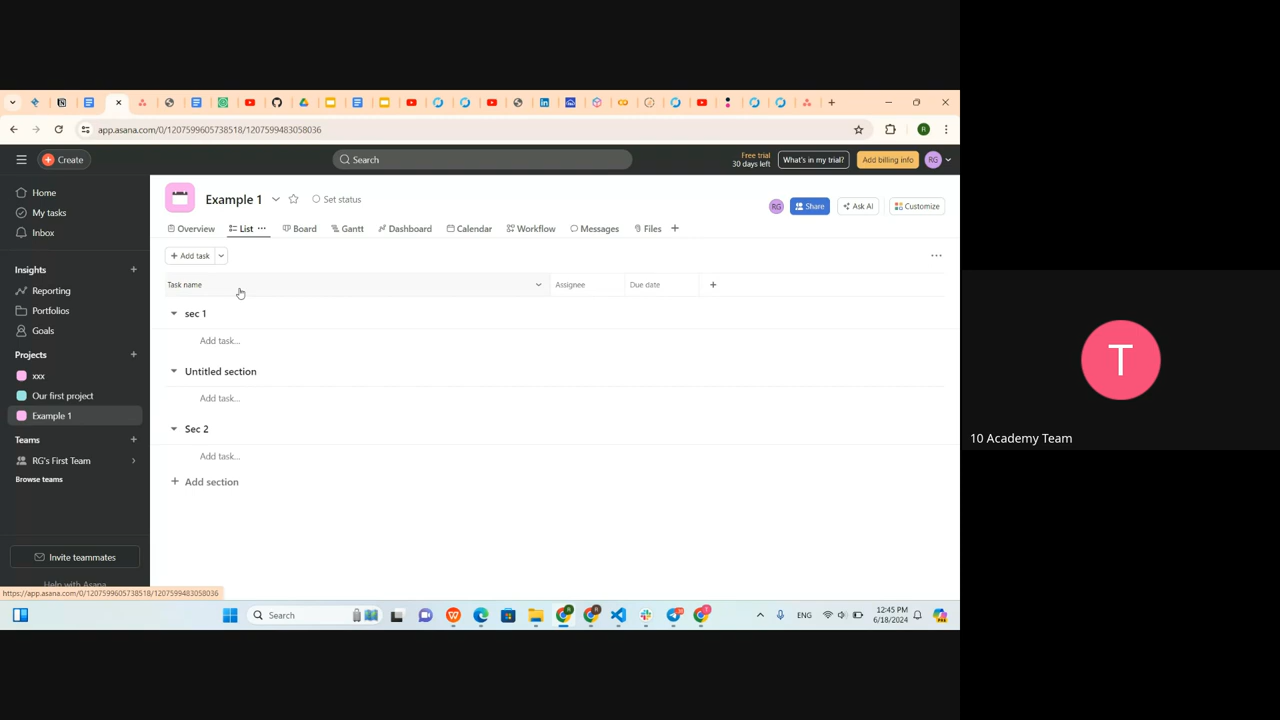 app.asana.com/0/1207599605738518/1207599483058036
R
Create
Search
Free trial
30 days left
What's in my trial?
Add billing info
RG
Home
My tasks
Inbox
Insights
Reporting
Portfolios
Goals
Projects
xxx
Our first project
Example 1
Teams
RG's First Team
Browse teams
Invite teammates
Help with Asana
Example 1
Set status
RG
Share
Ask AI
Customize
Overview
List
Board
Gantt
Dashboard
Calendar
Workflow
Messages
Files
Add task
Task name
Assignee
Due date
sec 1
Add task...
Untitled section
Add task...
Sec 2
Add task...
Add section
https://app.asana.com/0/1207599605738518/1207599483058036
Search
ENG
12:45 PM
6/18/2024
T
10 Academy Team